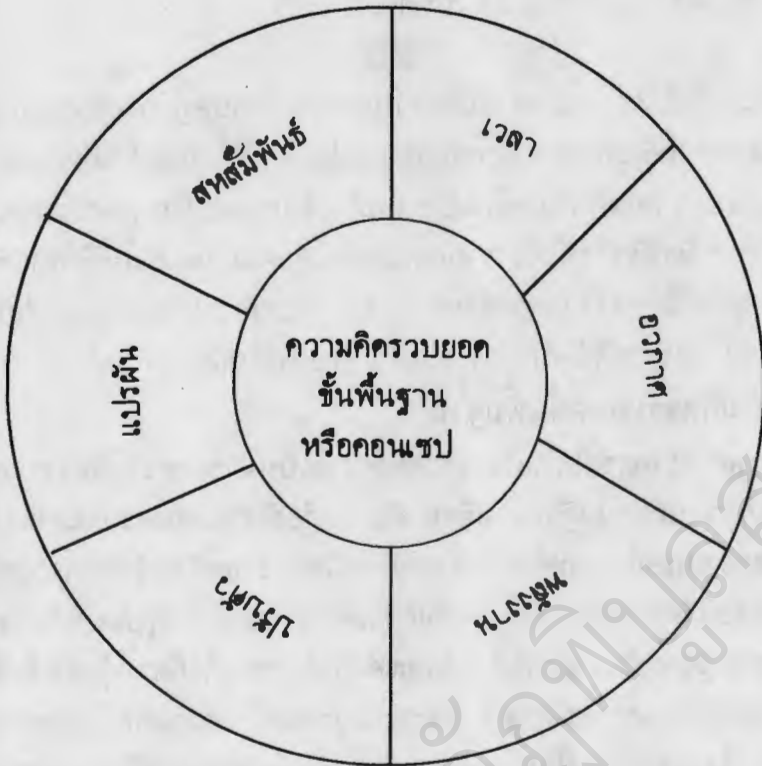 สหสัมพันธ์
เวลา
อวกาศ
พลังงาน
ปรับตัว
แปรผัน
ความคิดรวบยอด
ขั้นพื้นฐาน
หรือคอนเซป